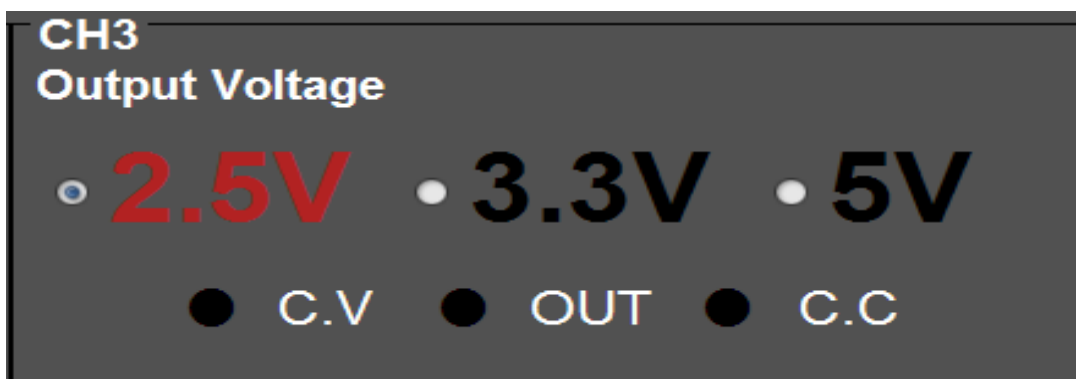 CH3
Output Voltage
2.5V 3.3V 5V
C.V OUT C.C